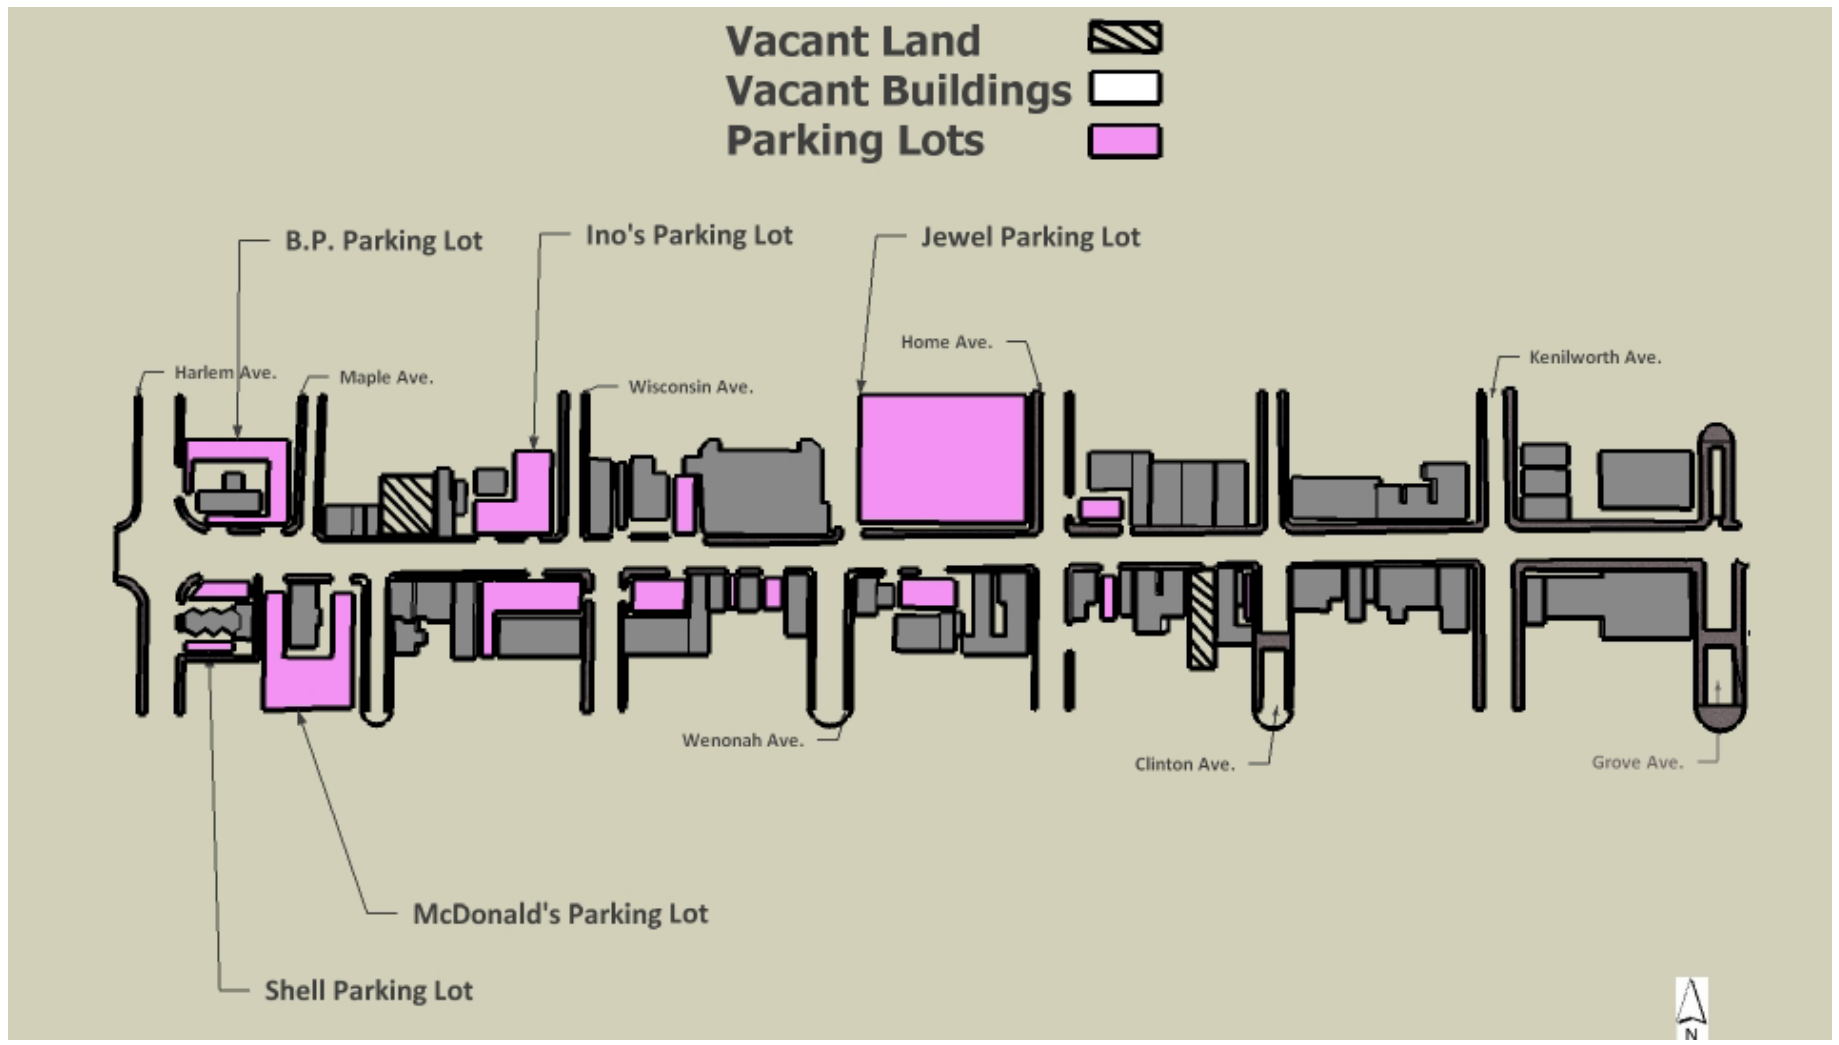 Vacant Land
Vacant Buildings
Parking Lots
B.P. Parking Lot
Ino's Parking Lot
Jewel Parking Lot
Home Ave.
Kenilworth Ave.
Harlem Ave.
Maple Ave.
Wisconsin Ave.
Wenonah Ave.
Clinton Ave.
Grove Ave.
McDonald's Parking Lot
Shell Parking Lot
N